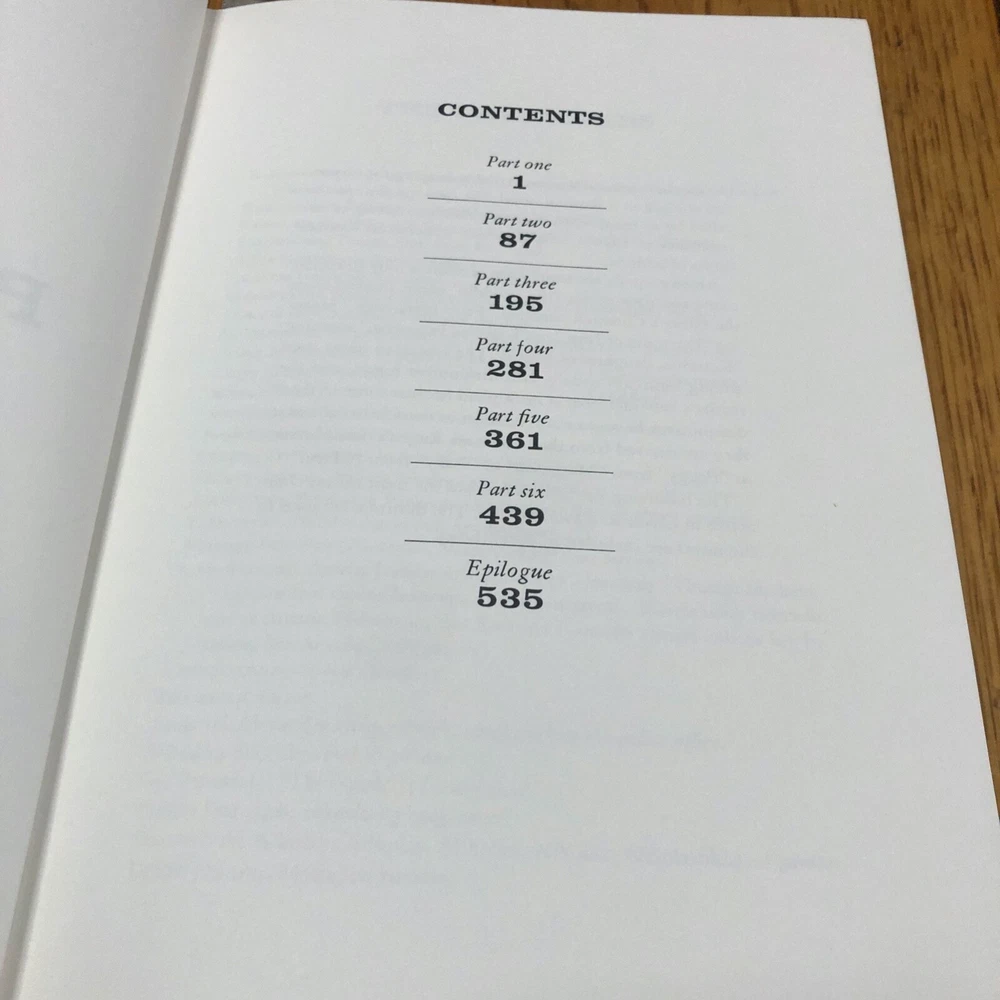 CONTENTS
Part one
1
Part two
87
Part three
195
Part four
281
Part five
361
Part six
439
Epilogue
535